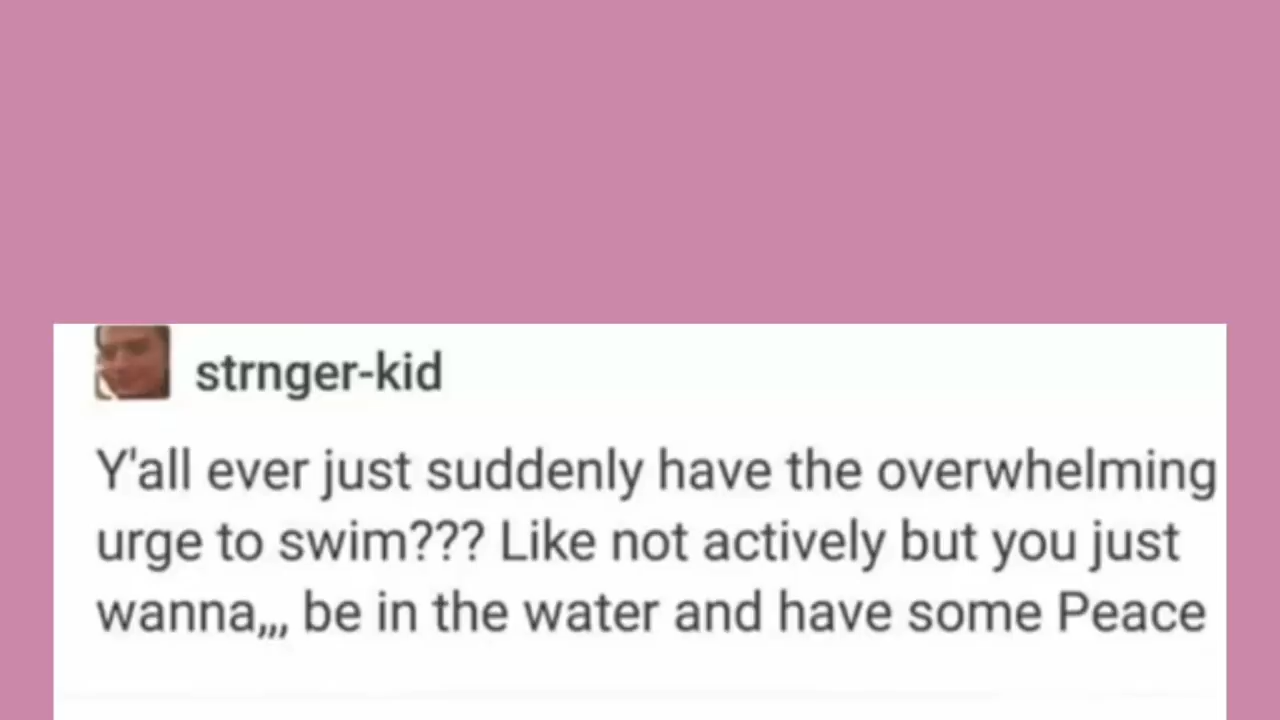 strnger-kid
Y'all ever just suddenly have the overwhelming
urge to swim??? Like not actively but you just
wanna,,, be in the water and have some Peace